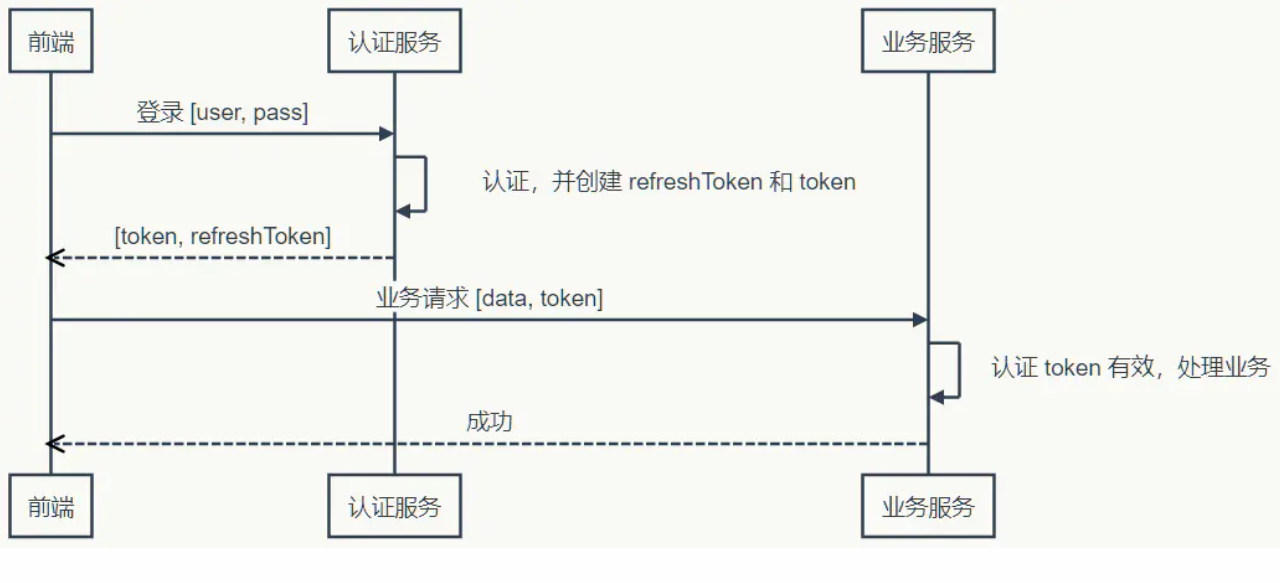 前端
认证服务
业务服务
登录 [user, pass]
认证，并创建 refreshToken 和 token
[token, refreshToken]
业务请求 [data, token]
认证 token 有效，处理业务
成功
前端
认证服务
业务服务